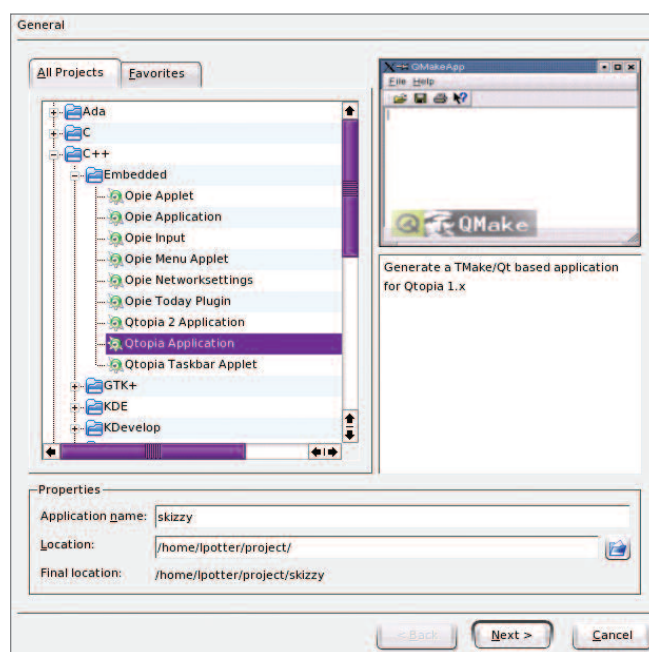 General
All Projects
Favorites
Ada
C
C++
Embedded
Opie Applet
Opie Application
Opie Input
Opie Menu Applet
Opie Networksettings
Opie Today Plugin
Qtopia 2 Application
Qtopia Application
Qtopia Taskbar Applet
GTK+
KDE
KDevelop
QMakeApp
File Help
QMake
Generate a TMake/Qt based application
for Qtopia 1.x
Properties
Application name: skizzy
Location: /home/lpotter/project/
Final location: /home/lpotter/project/skizzy
< Back
Next >
Cancel